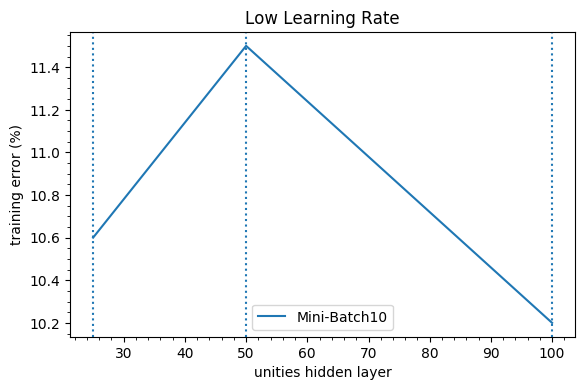 Low Learning Rate
training error (%)
11.4
11.2
11.0
10.8
10.6
10.4
10.2
Mini-Batch10
30 40 50 60 70 80 90 100
unities hidden layer